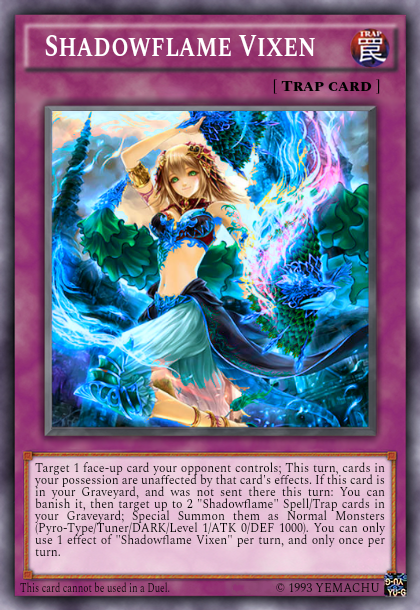 Shadowflame Vixen
TRAP
罠
[ Trap card ]
Target 1 face-up card your opponent controls; This turn, cards in
your possession are unaffected by that card's effects. If this card is
in your Graveyard, and was not sent there this turn: You can
banish it, then target up to 2 "Shadowflame" Spell/Trap cards in
your Graveyard; Special Summon them as Normal Monsters
(Pyro-Type/Tuner/DARK/Level 1/ATK 0/DEF 1000). You can only
use 1 effect of "Shadowflame Vixen" per turn, and only once per
turn.
This card cannot be used in a Duel.
© 1993 YEMACHU
YU-G